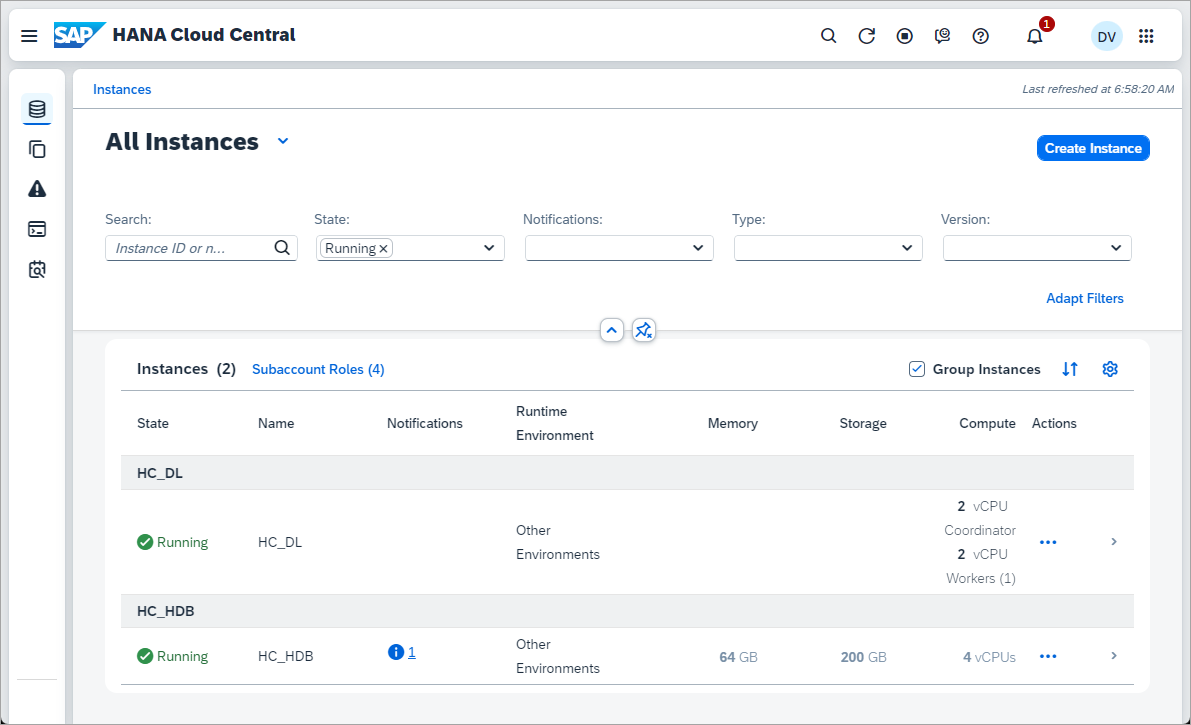 SAP HANA Cloud Central
1
DV
Instances
Last refreshed at 6:58:20 AM
All Instances
Create Instance
Search: State: Notifications: Type: Version:
Instance ID or n... Running
Adapt Filters
Instances (2) Subaccount Roles (4) Group Instances
State Name Notifications Runtime Environment Memory Storage Compute Actions
HC_DL
Running HC_DL Other Environments 2 vCPU Coordinator 2 vCPU Workers (1)
HC_HDB
Running HC_HDB 1 Other Environments 64 GB 200 GB 4 vCPUs